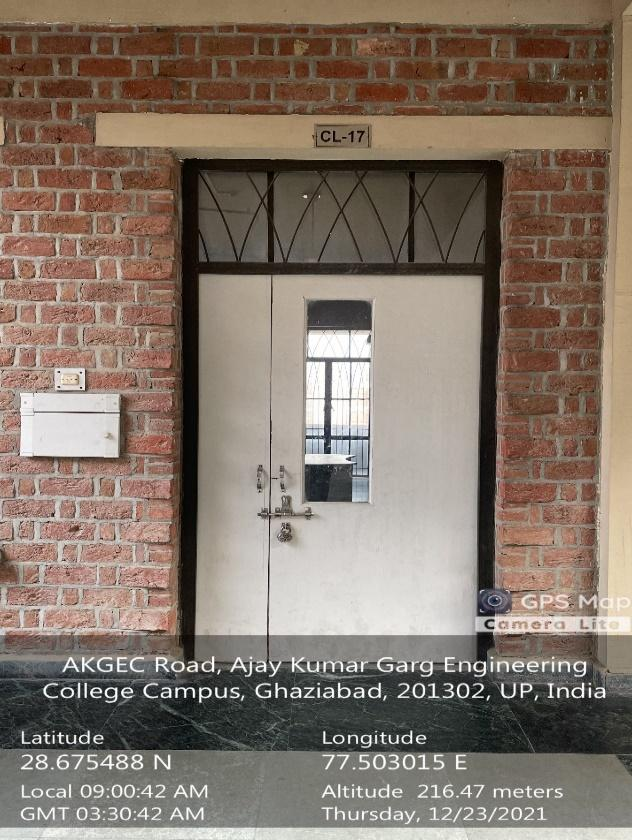 CL-17
GPS Map
Camera Lite
AKGEC Road, Ajay Kumar Garg Engineering
College Campus, Ghaziabad, 201302, UP, India
Latitude
28.675488 N
Longitude
77.503015 E
Local 09:00:42 AM
GMT 03:30:42 AM
Altitude 216.47 meters
Thursday, 12/23/2021